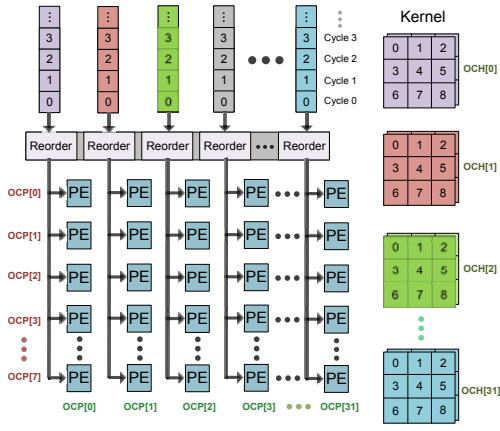 Kernel
⋮ ⋮ ⋮ ⋮ ⋮
3 3 3 3 3 Cycle 3
2 2 2 2 2 Cycle 2
1 1 1 1 1 Cycle 1
0 0 0 0 0 Cycle 0
Reorder Reorder Reorder Reorder Reorder
OCP[0] PE PE PE PE PE
OCP[1] PE PE PE PE PE
OCP[2] PE PE PE PE PE
OCP[3] PE PE PE PE PE
OCP[7] PE PE PE PE PE
OCP[0] OCP[1] OCP[2] OCP[3] OCP[31]
0 1 2
3 4 5 OCH[0]
6 7 8
0 1 2
3 4 5 OCH[1]
6 7 8
0 1 2
3 4 5 OCH[2]
6 7 8
0 1 2
3 4 5 OCH[31]
6 7 8